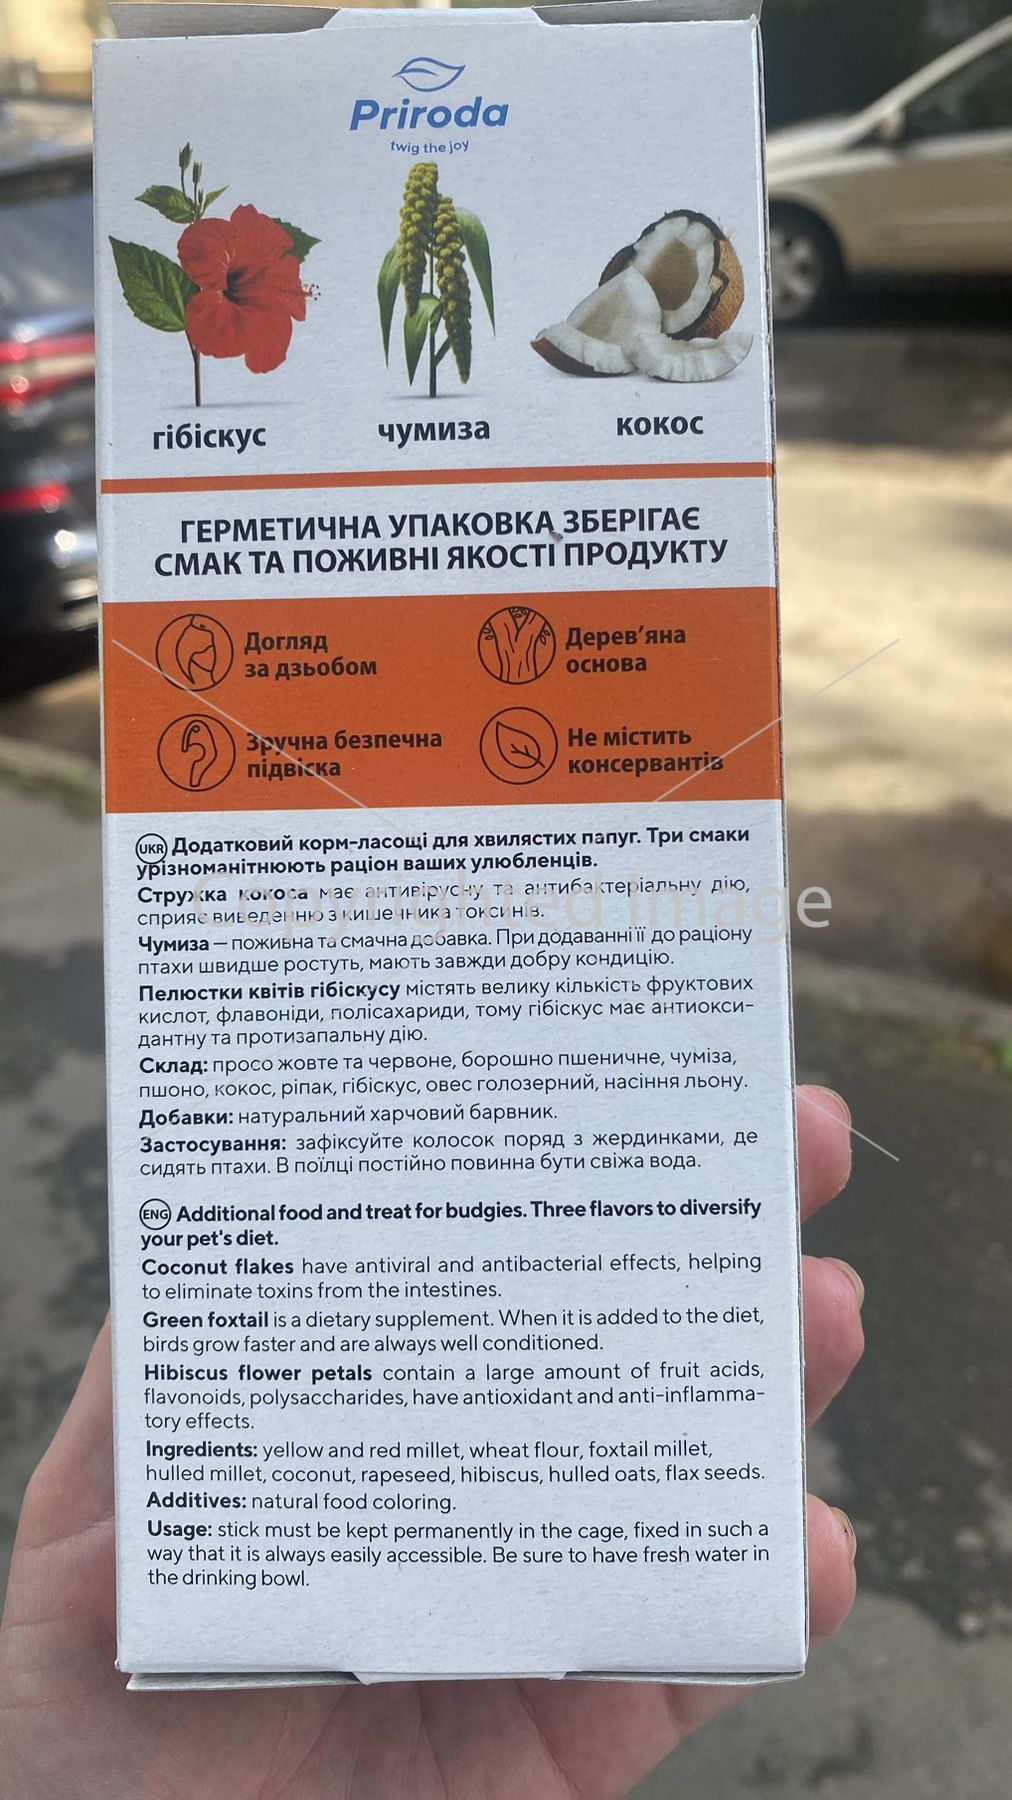 Priroda
twig the joy
гібіскус
чумиза
кокос
ГЕРМЕТИЧНА УПАКОВКА ЗБЕРІГАЄ
СМАК ТА ПОЖИВНІ ЯКОСТІ ПРОДУКТУ
Догляд
за дзьобом
Дерев’яна
основа
Зручна безпечна
підвіска
Не містить
консервантів
UKR Додатковий корм-ласощі для хвилястих папуг. Три смаки
урізноманітнюють раціон ваших улюбленців.
Стружка кокоса має антивірусну та антибактеріальну дію,
сприяє виведенню з кишечника токсинів.
Чумиза – поживна та смачна добавка. При додаванні її до раціону
птахи швидше ростуть, мають завжди добру кондицію.
Пелюстки квітів гібіскусу містять велику кількість фруктових
кислот, флавоніди, полісахариди, тому гібіскус має антиокси-
дантну та протизапальну дію.
Склад: просо жовте та червоне, борошно пшеничне, чуміза,
пшоно, кокос, ріпак, гібіскус, овес голозерний, насіння льону.
Добавки: натуральний харчовий барвник.
Застосування: зафіксуйте колосок поряд з жердинками, де
сидять птахи. В поїлці постійно повинна бути свіжа вода.
ENG Additional food and treat for budgies. Three flavors to diversify
your pet's diet.
Coconut flakes have antiviral and antibacterial effects, helping
to eliminate toxins from the intestines.
Green foxtail is a dietary supplement. When it is added to the diet,
birds grow faster and are always well conditioned.
Hibiscus flower petals contain a large amount of fruit acids,
flavonoids, polysaccharides, have antioxidant and anti-inflamma-
tory effects.
Ingredients: yellow and red millet, wheat flour, foxtail millet,
hulled millet, coconut, rapeseed, hibiscus, hulled oats, flax seeds.
Additives: natural food coloring.
Usage: stick must be kept permanently in the cage, fixed in such a
way that it is always easily accessible. Be sure to have fresh water in
the drinking bowl.
Copyrighted Image